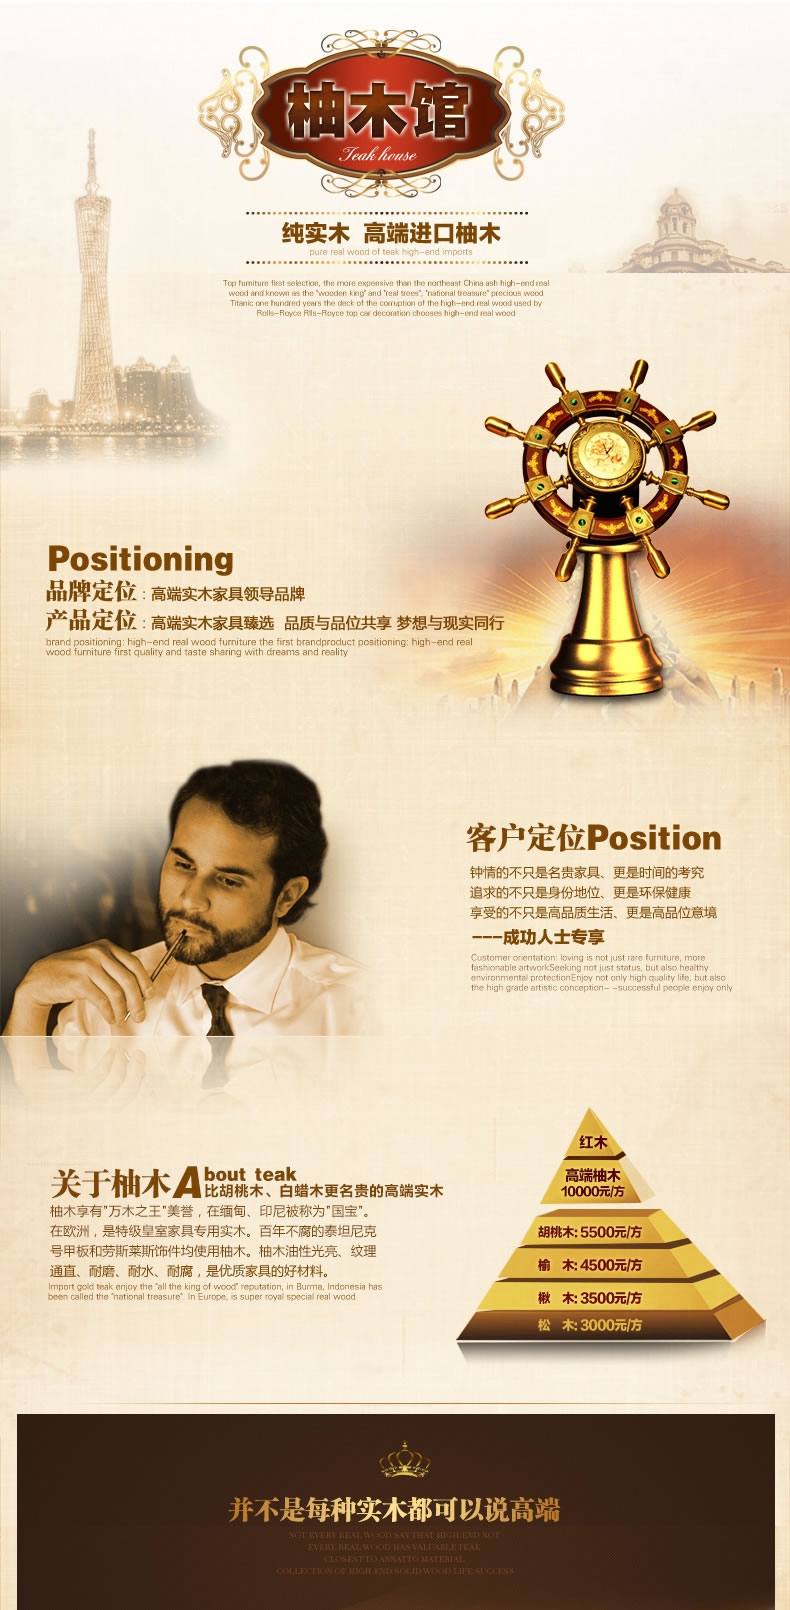 柚木馆
Teak house
纯实木 高端进口柚木
pure real wood of teak high-end imports
Top furniture first selection, the more expensive than the northeast China ash high-end real
wood and known as the "wooden king" and "real trees", "national treasure" precious wood
Titanic one hundred years the deck of the corruption of the high-end real wood used by
Rolls-Royce Rlls-Royce top car decoration chooses high-end real wood
Positioning
品牌定位：高端实木家具领导品牌
产品定位：高端实木家具臻选 品质与品位共享 梦想与现实同行
brand positioning: high-end real wood furniture the first brandproduct positioning: high-end real
wood furniture first quality and taste sharing with dreams and reality
客户定位Position
钟情的不只是名贵家具、更是时间的考究
追求的不只是身份地位、更是环保健康
享受的不只是高品质生活、更是高品位意境
---成功人士专享
Customer orientation: loving is not just rare furniture, more
fashionable artworkSeeking not just status, but also healthy
environmental protectionEnjoy not only high quality life, but also
the high grade artistic conception- -successful people enjoy only
关于柚木About teak
比胡桃木、白蜡木更名贵的高端实木
柚木享有"万木之王"美誉，在缅甸、印尼被称为"国宝"。
在欧洲，是特级皇室家具专用实木。百年不腐的泰坦尼克
号甲板和劳斯莱斯饰件均使用柚木。柚木油性光亮、纹理
通直、耐磨、耐水、耐腐，是优质家具的好材料。
Import gold teak enjoy the "all the king of wood" reputation, in Burma, Indonesia has
been called the "national treasure". In Europe, is super royal special real wood
红木
高端柚木
10000元/方
胡桃木: 5500元/方
榆 木: 4500元/方
楸 木: 3500元/方
松 木: 3000元/方
并不是每种实木都可以说高端
NOT EVERY REAL WOOD SAY THAT HIGH-END NOT
EVERY REAL WOOD HAS VALUABLE TEAK
CLOSEST TO ANNATTO MATERIAL
COLLECTION OF HIGH-END SOLID WOOD LIFE SUCCESS